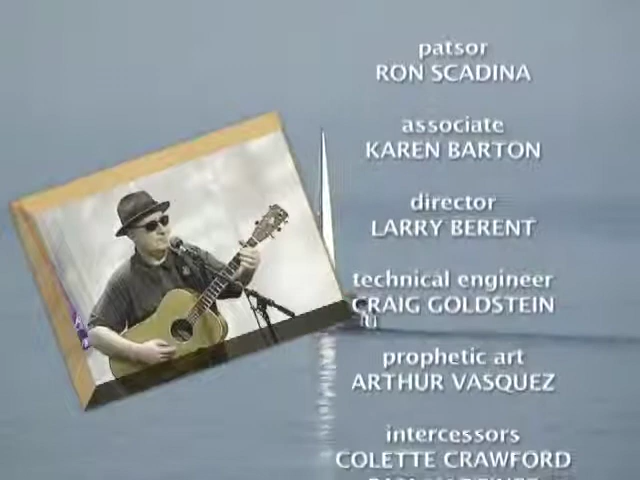 patsor
RON SCADINA
associate
KAREN BARTON
director
LARRY BERENT
technical engineer
CRAIG GOLDSTEIN
prophetic art
ARTHUR VASQUEZ
intercessors
COLETTE CRAWFORD